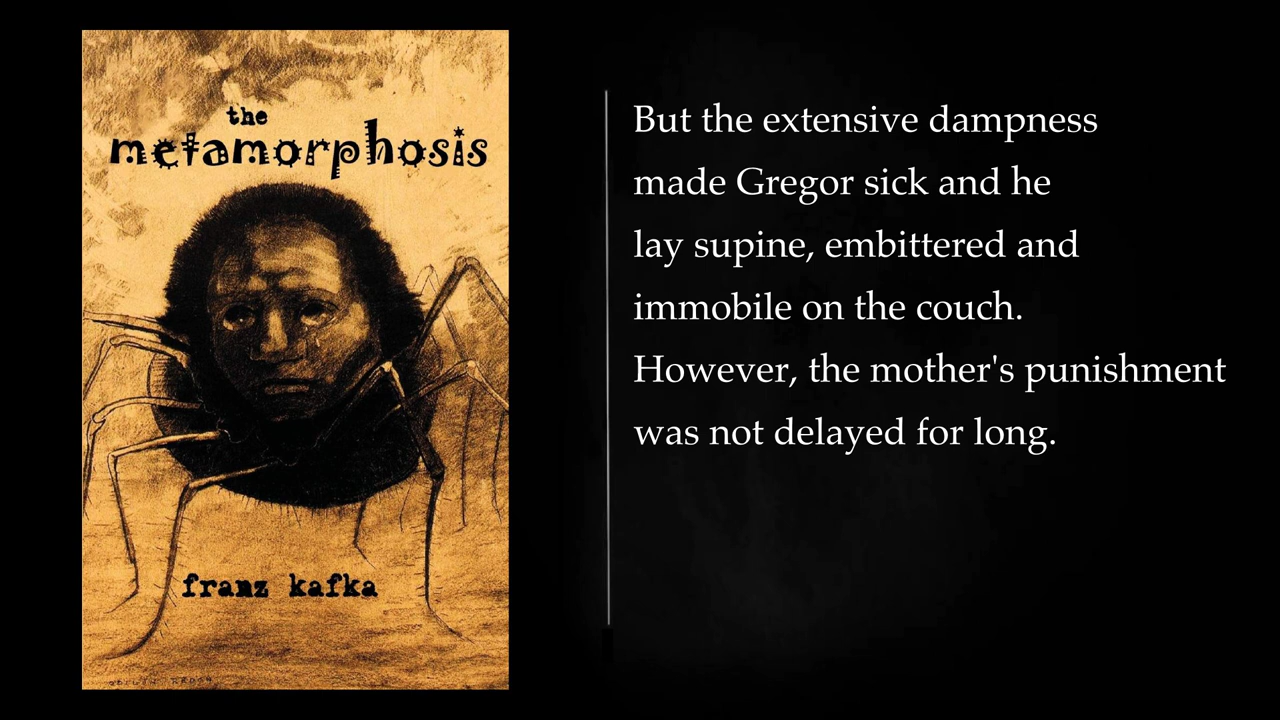 the
metamorphosis
franz kafka
But the extensive dampness
made Gregor sick and he
lay supine, embittered and
immobile on the couch.
However, the mother's punishment
was not delayed for long.